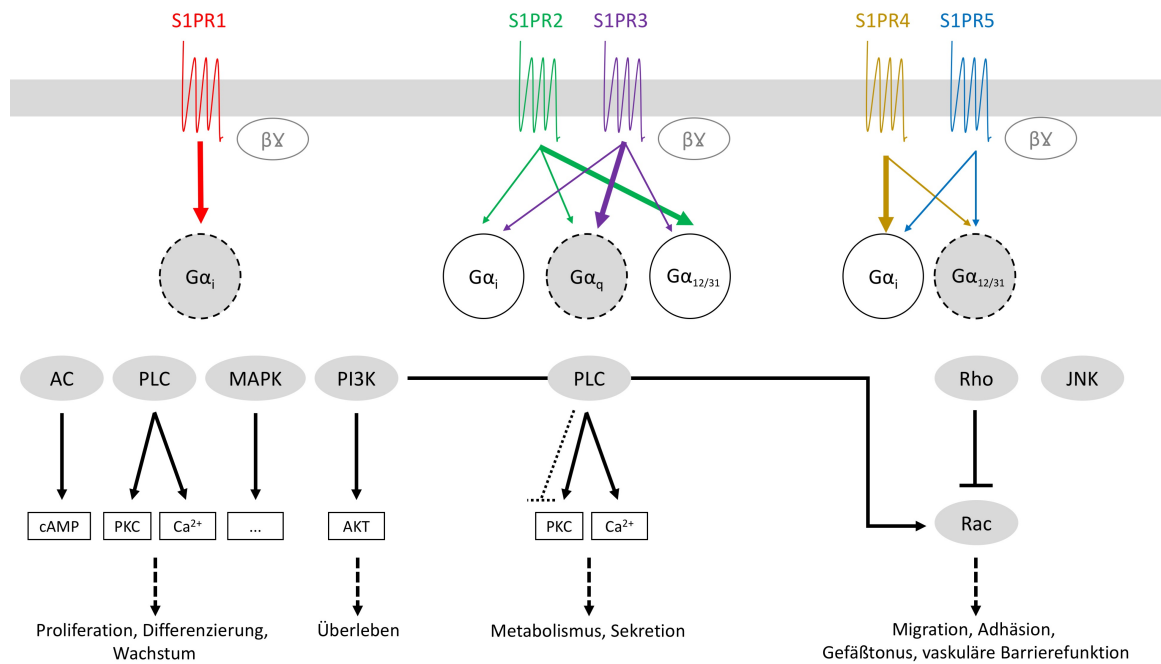 S1PR1
S1PR2
S1PR3
S1PR4
S1PR5
βɣ
βɣ
βɣ
Gαi
Gαi
Gαq
Gα12/31
Gαi
Gα12/31
AC
PLC
MAPK
PI3K
PLC
Rho
JNK
cAMP
PKC
Ca²⁺
...
AKT
PKC
Ca²⁺
Rac
Proliferation, Differenzierung,
Wachstum
Überleben
Metabolismus, Sekretion
Migration, Adhäsion,
Gefäßtonus, vaskuläre Barrierefunktion